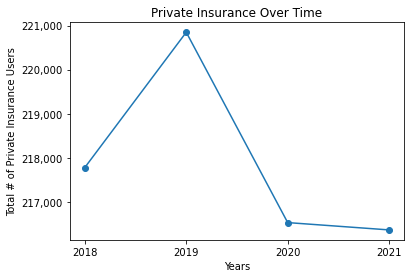 Private Insurance Over Time
221,000
220,000
219,000
218,000
217,000
Total # of Private Insurance Users
2018 2019 2020 2021
Years